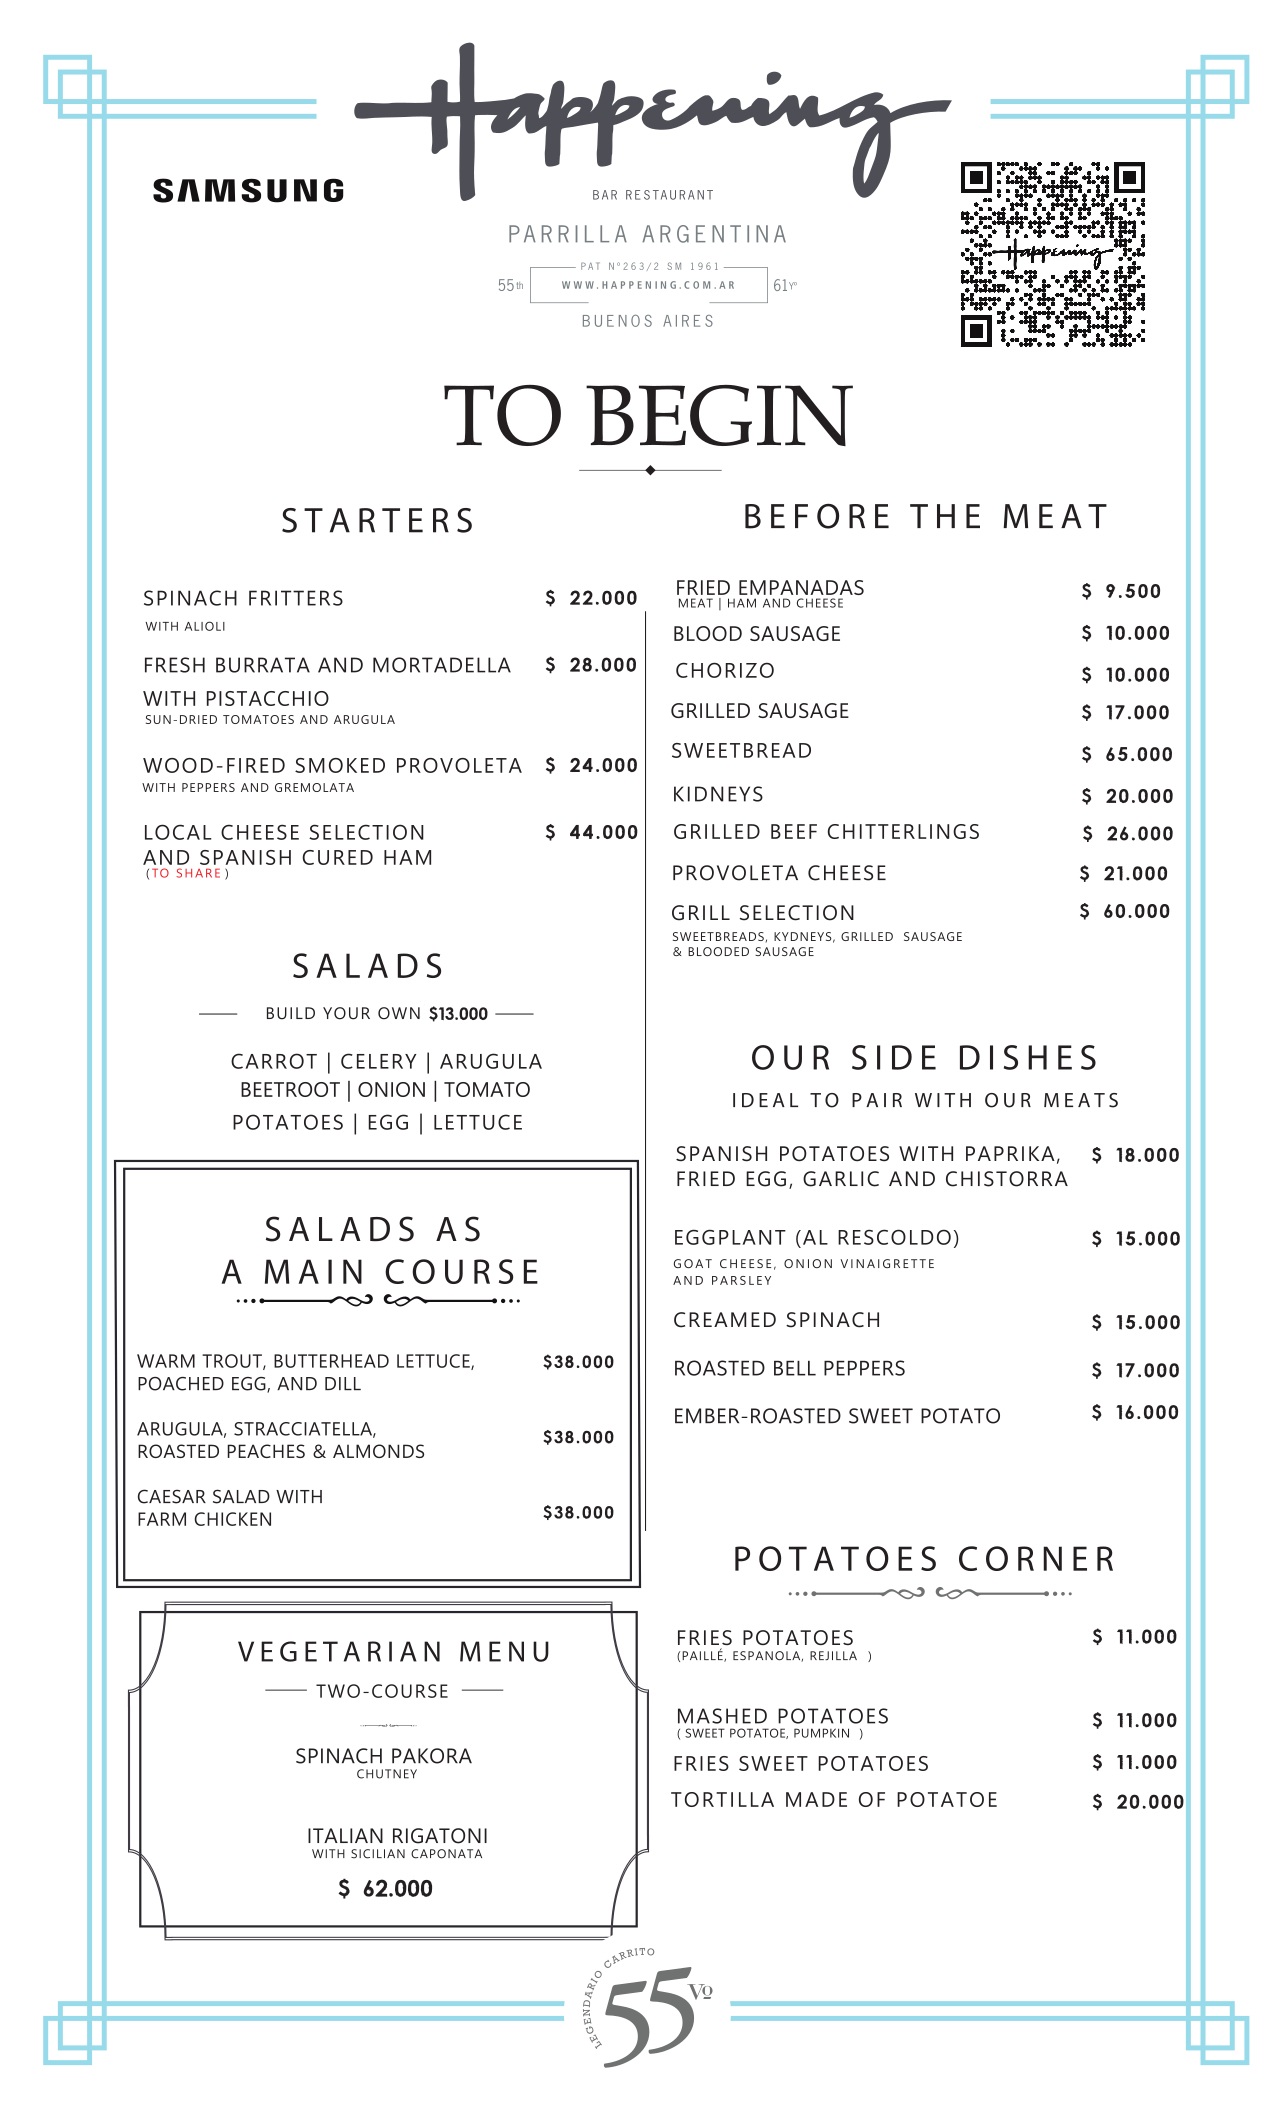 Happening
SAMSUNG
BAR RESTAURANT
PARRILLA ARGENTINA
PAT Nº263/2 SM 1961
55th WWW.HAPPENING.COM.AR 61Yº
BUENOS AIRES
Happening
TO BEGIN
STARTERS
SPINACH FRITTERS $ 22.000
WITH ALIOLI
FRESH BURRATA AND MORTADELLA $ 28.000
WITH PISTACCHIO
SUN-DRIED TOMATOES AND ARUGULA
WOOD-FIRED SMOKED PROVOLETA $ 24.000
WITH PEPPERS AND GREMOLATA
LOCAL CHEESE SELECTION $ 44.000
AND SPANISH CURED HAM
(TO SHARE)
SALADS
BUILD YOUR OWN $13.000
CARROT | CELERY | ARUGULA
BEETROOT | ONION | TOMATO
POTATOES | EGG | LETTUCE
SALADS AS
A MAIN COURSE
WARM TROUT, BUTTERHEAD LETTUCE, $38.000
POACHED EGG, AND DILL
ARUGULA, STRACCIATELLA, $38.000
ROASTED PEACHES & ALMONDS
CAESAR SALAD WITH $38.000
FARM CHICKEN
VEGETARIAN MENU
TWO-COURSE
SPINACH PAKORA
CHUTNEY
ITALIAN RIGATONI
WITH SICILIAN CAPONATA
$ 62.000
BEFORE THE MEAT
FRIED EMPANADAS $ 9.500
MEAT | HAM AND CHEESE
BLOOD SAUSAGE $ 10.000
CHORIZO $ 10.000
GRILLED SAUSAGE $ 17.000
SWEETBREAD $ 65.000
KIDNEYS $ 20.000
GRILLED BEEF CHITTERLINGS $ 26.000
PROVOLETA CHEESE $ 21.000
GRILL SELECTION $ 60.000
SWEETBREADS, KYDNEYS, GRILLED SAUSAGE
& BLOODED SAUSAGE
OUR SIDE DISHES
IDEAL TO PAIR WITH OUR MEATS
SPANISH POTATOES WITH PAPRIKA, $ 18.000
FRIED EGG, GARLIC AND CHISTORRA
EGGPLANT (AL RESCOLDO) $ 15.000
GOAT CHEESE, ONION VINAIGRETTE
AND PARSLEY
CREAMED SPINACH $ 15.000
ROASTED BELL PEPPERS $ 17.000
EMBER-ROASTED SWEET POTATO $ 16.000
POTATOES CORNER
FRIES POTATOES $ 11.000
(PAILLÉ, ESPANOLA, REJILLA )
MASHED POTATOES $ 11.000
( SWEET POTATOE, PUMPKIN )
FRIES SWEET POTATOES $ 11.000
TORTILLA MADE OF POTATOE $ 20.000
LEGENDARIO CARRITO
55 Vº